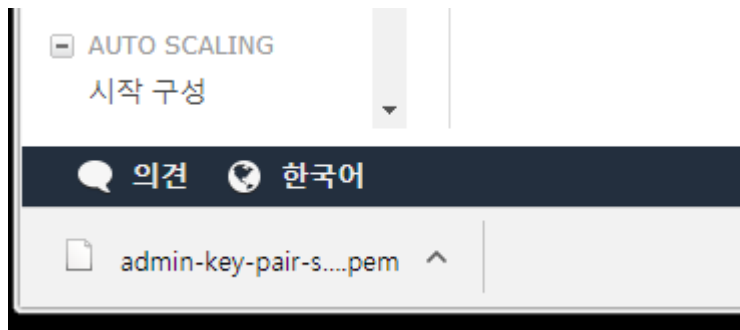 AUTO SCALING
시작 구성
의견 한국어
admin-key-pair-s....pem